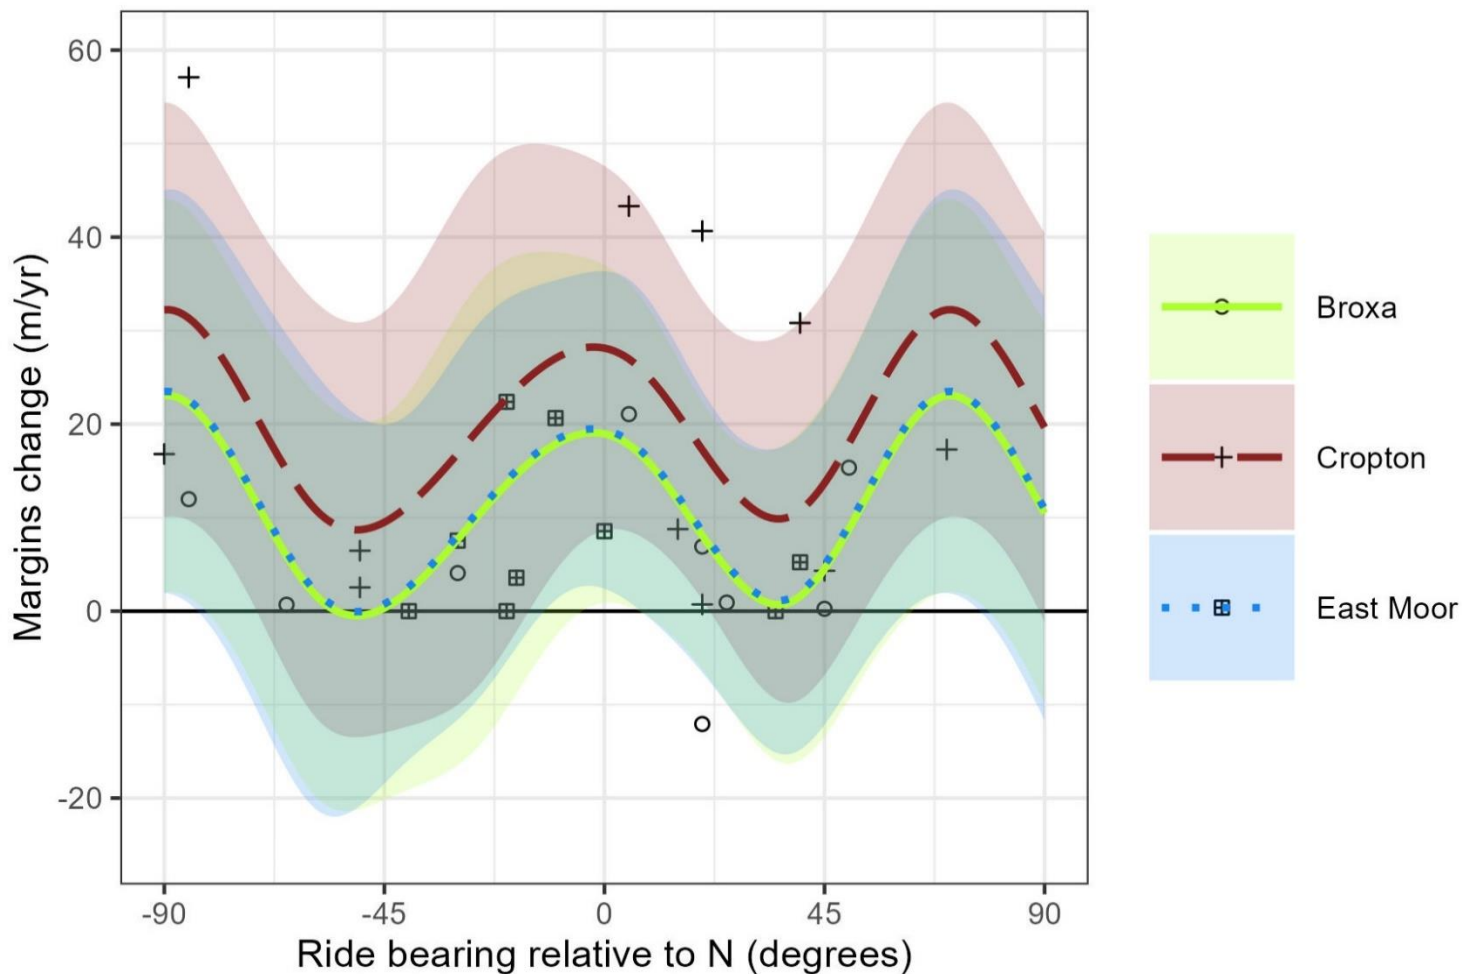 60
40
20
0
-20
Margins change (m/yr)
-90
-45
0
45
90
Ride bearing relative to N (degrees)
Broxa
Cropton
East Moor